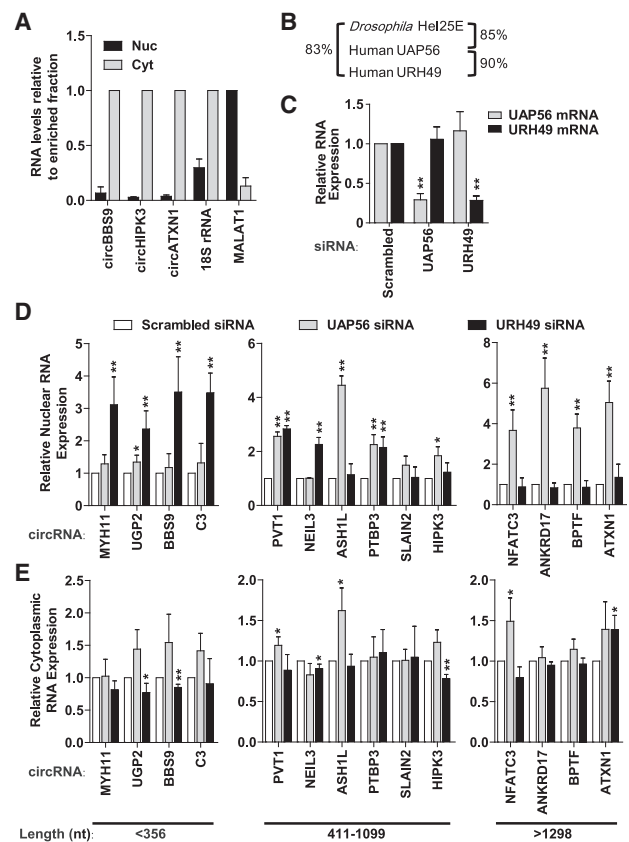 A
RNA levels relative
to enriched fraction
Nuc
Cyt
1.5
1.0
0.5
0.0
circBBS9
circHIPK3
circATXN1
18S rRNA
MALAT1
B
83%
Drosophila Hel25E
Human UAP56
Human URH49
85%
90%
C
Relative RNA
Expression
1.5
1.0
0.5
0
UAP56 mRNA
URH49 mRNA
**
**
siRNA:
Scrambled
UAP56
URH49
D
Scrambled siRNA
UAP56 siRNA
URH49 siRNA
Relative Nuclear RNA
Expression
5
4
3
2
1
0
**
*
**
**
**
circRNA:
MYH11
UGP2
BBS9
C3
6
4
2
0
**
**
**
**
**
**
*
PVT1
NEIL3
ASH1L
PTBP3
SLAIN2
HIPK3
8
6
4
2
0
**
**
**
**
NFATC3
ANKRD17
BPTF
ATXN1
E
Relative Cytoplasmic
RNA Expression
2.5
2.0
1.5
1.0
0.5
0.0
*
**
circRNA:
MYH11
UGP2
BBS9
C3
2.0
1.5
1.0
0.5
0.0
*
*
*
**
PVT1
NEIL3
ASH1L
PTBP3
SLAIN2
HIPK3
2.0
1.5
1.0
0.5
0.0
*
*
NFATC3
ANKRD17
BPTF
ATXN1
Length (nt):
<356
411-1099
>1298